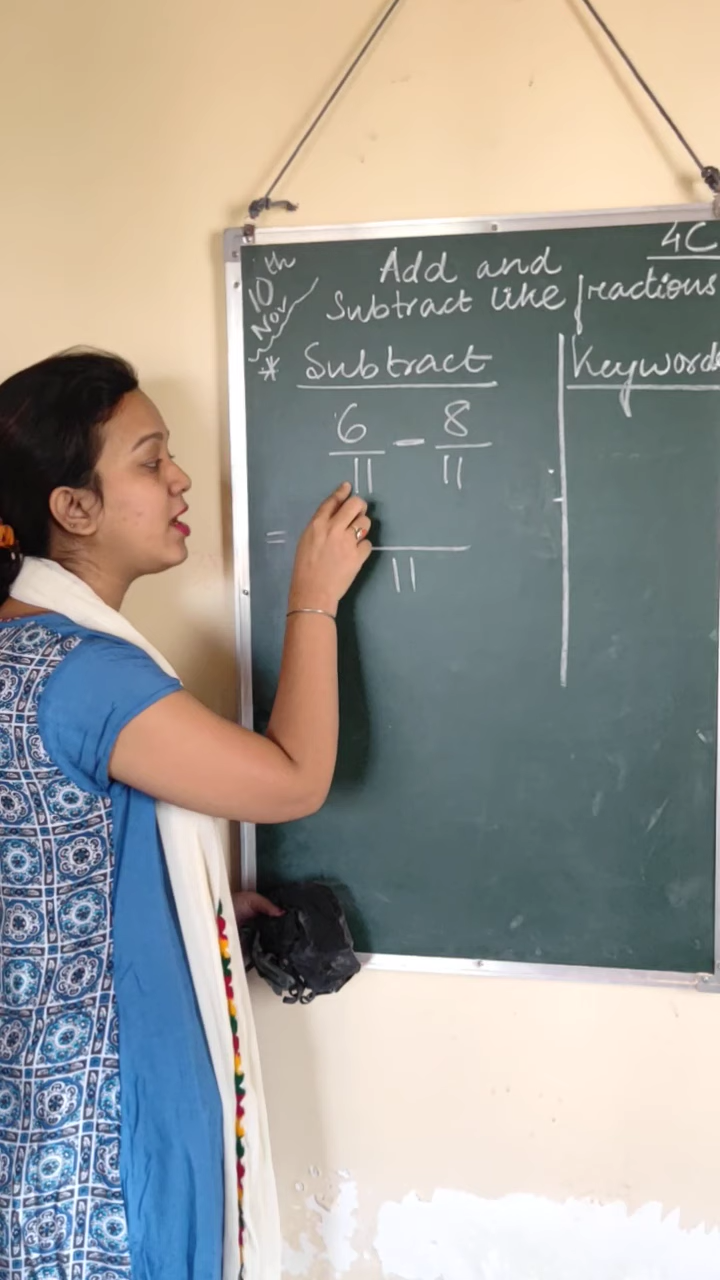 4C
10th Nov
Add and
Subtract like fractions
* Subtract
Keywords
6/11 - 8/11
= /11